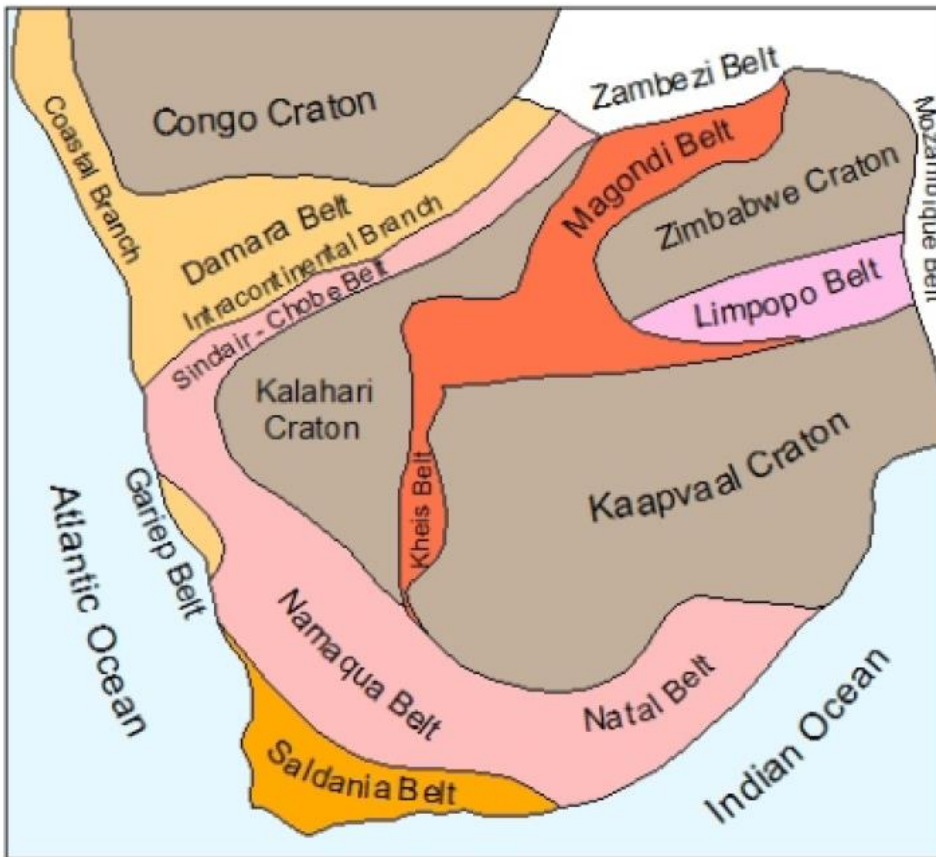 Congo Craton
Zambezi Belt
Coastal Branch
Damara Belt
Intracontinental Branch
Magondi Belt
Zimbabwe Craton
Mozambique Belt
Sindair - Chobe Belt
Limpopo Belt
Kalahari
Craton
Kaapvaal Craton
Kheis Belt
Gariep Belt
Atlantic Ocean
Namaqua Belt
Natal Belt
Indian Ocean
Saldania Belt